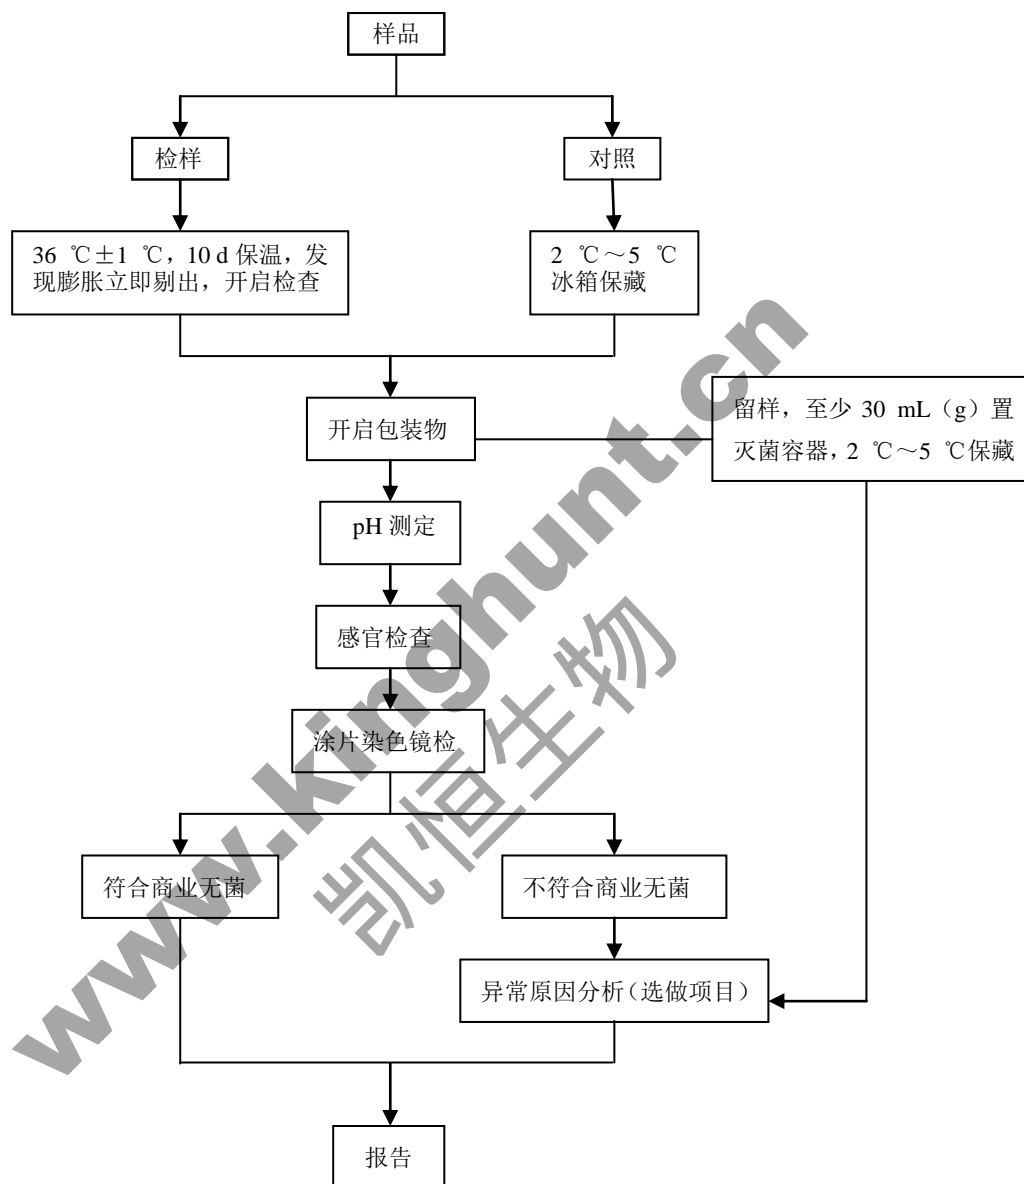 样品
检样
对照
36 ℃±1 ℃，10 d 保温，发
现膨胀立即剔出，开启检查
2 ℃～5 ℃
冰箱保藏
开启包装物
留样，至少 30 mL（g）置
灭菌容器，2 ℃～5 ℃保藏
pH 测定
感官检查
涂片染色镜检
符合商业无菌
不符合商业无菌
异常原因分析（选做项目）
报告
www.kinghunt.cn
凯恒生物